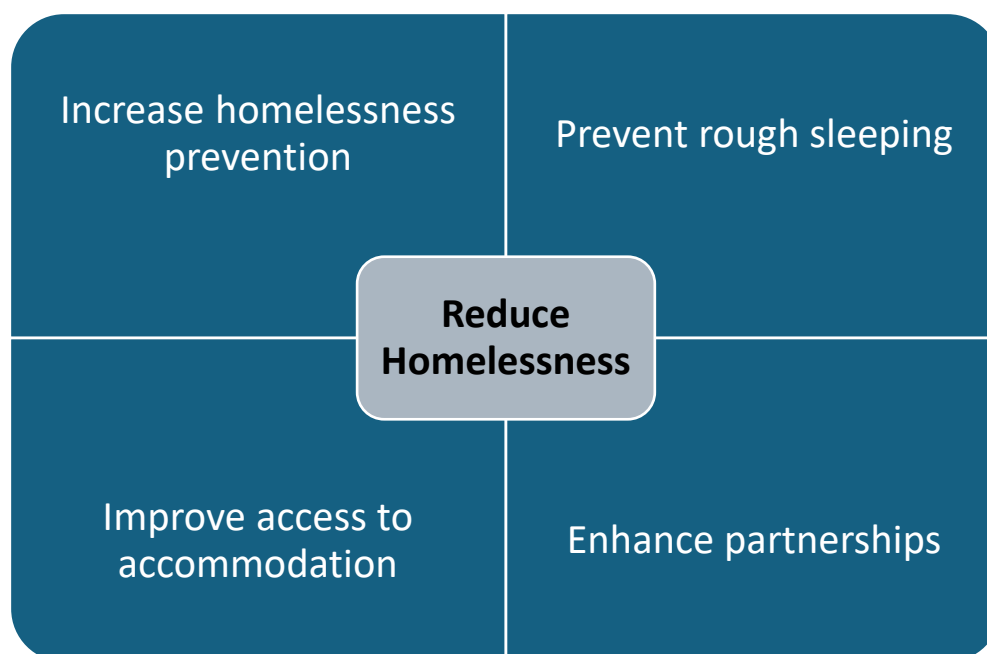 Increase homelessness
prevention
Prevent rough sleeping
Reduce
Homelessness
Improve access to
accommodation
Enhance partnerships